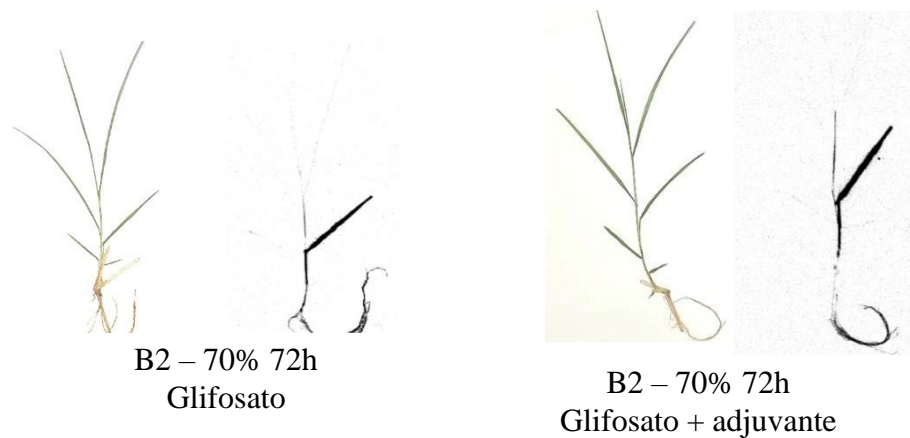 B2 – 70% 72h
Glifosato
B2 – 70% 72h
Glifosato + adjuvante